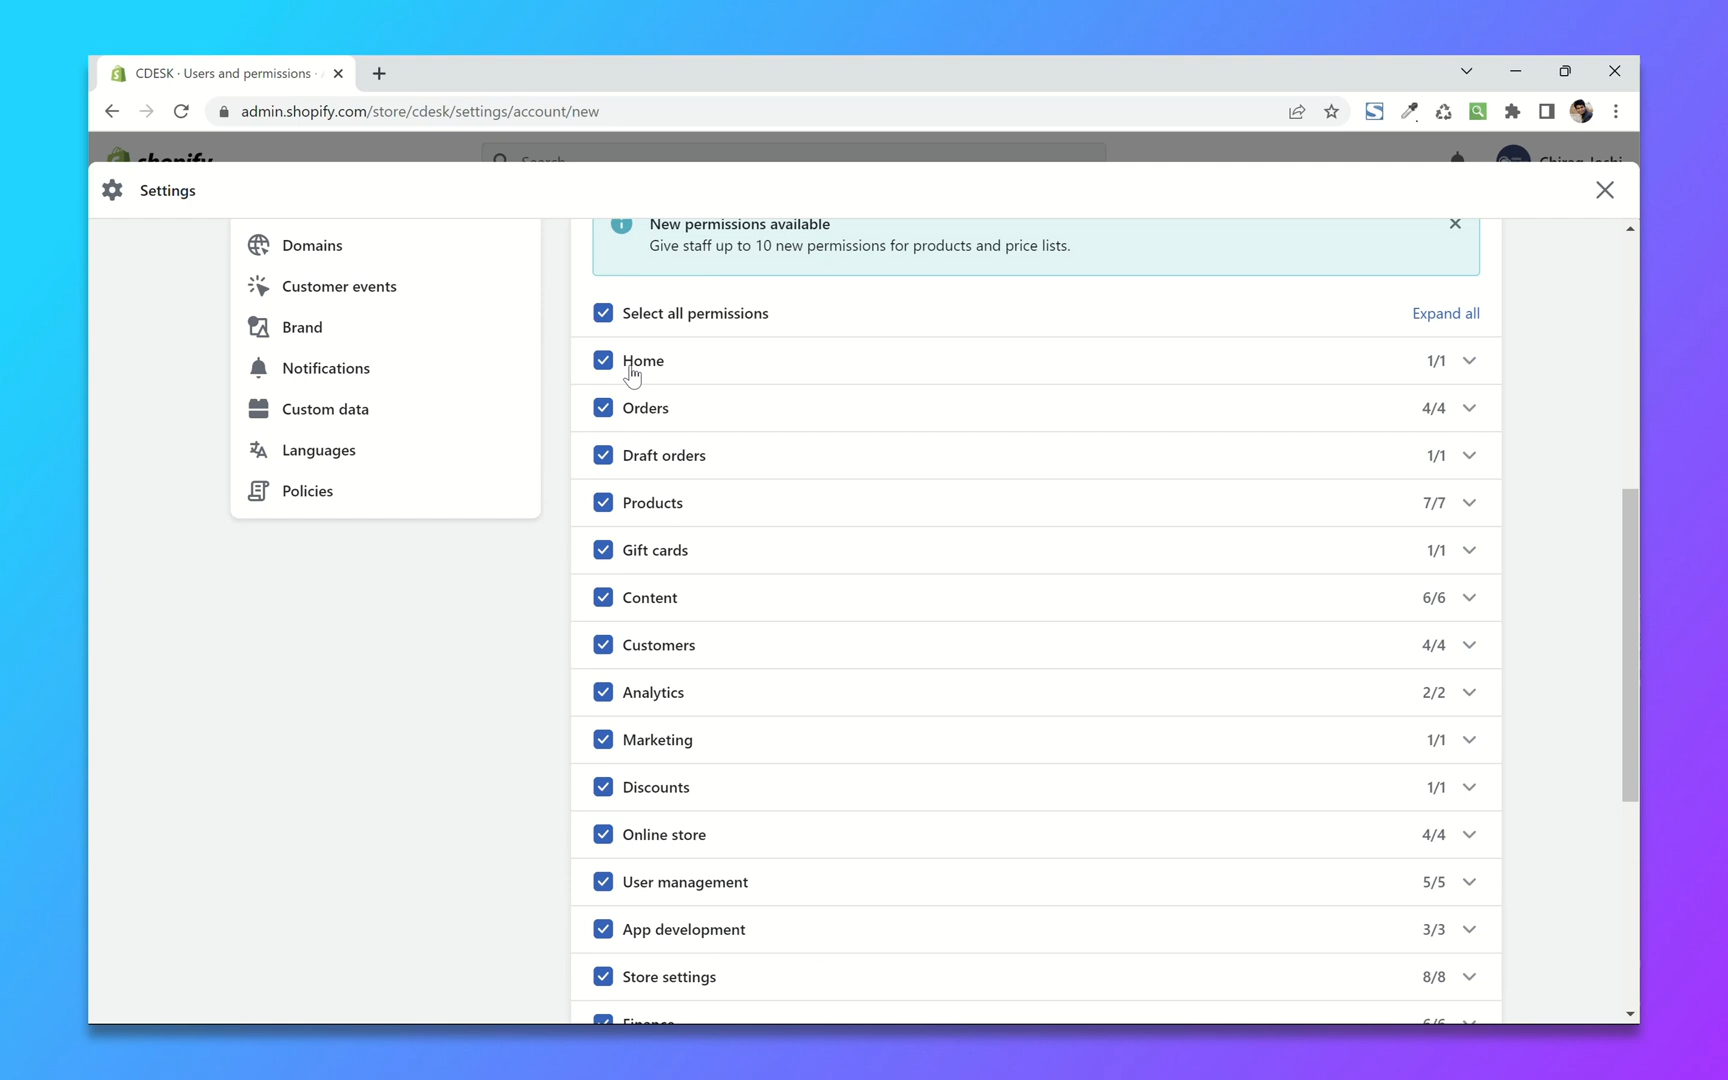 CDESK · Users and permissions ·
admin.shopify.com/store/cdesk/settings/account/new
shopify
Search
Chirag Joshi
Settings
Domains
Customer events
Brand
Notifications
Custom data
Languages
Policies
New permissions available
Give staff up to 10 new permissions for products and price lists.
Select all permissions
Expand all
Home 1/1
Orders 4/4
Draft orders 1/1
Products 7/7
Gift cards 1/1
Content 6/6
Customers 4/4
Analytics 2/2
Marketing 1/1
Discounts 1/1
Online store 4/4
User management 5/5
App development 3/3
Store settings 8/8
Finance 6/6